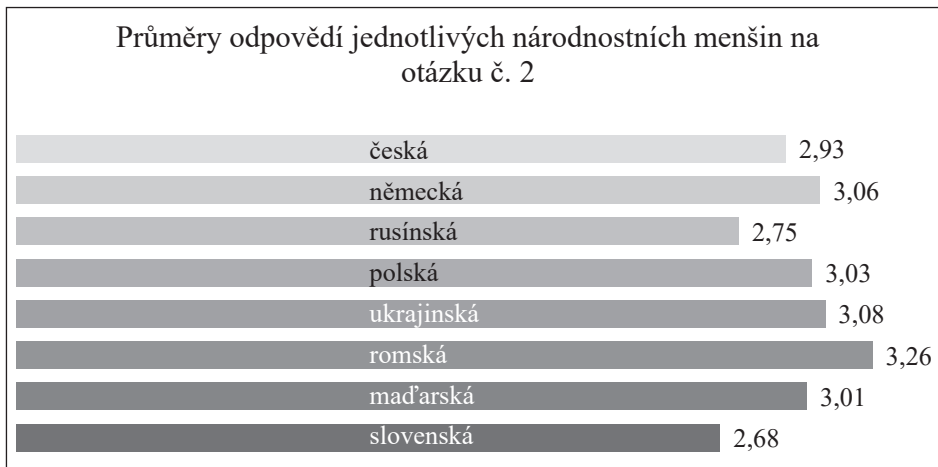 Průměry odpovědí jednotlivých národnostních menšin na
otázku č. 2
česká 2,93
německá 3,06
rusínská 2,75
polská 3,03
ukrajinská 3,08
romská 3,26
maďarská 3,01
slovenská 2,68